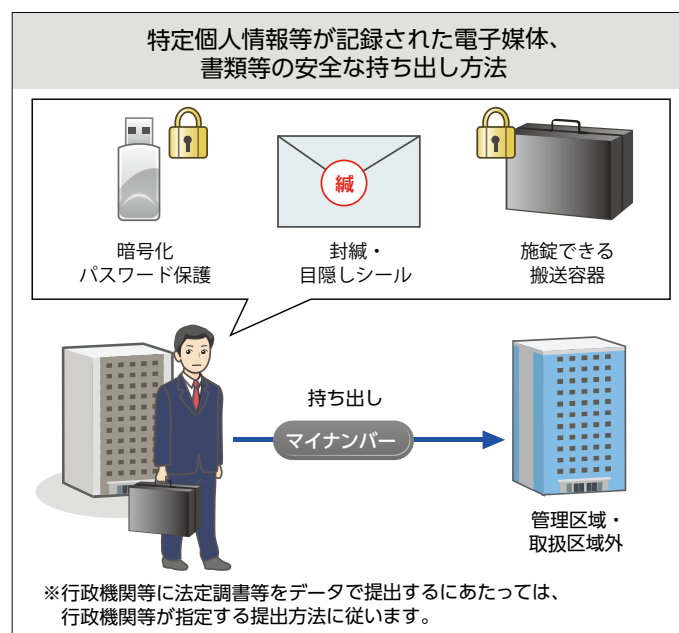 特定個人情報等が記録された電子媒体、
書類等の安全な持ち出し方法
緘
暗号化
パスワード保護
封緘・
目隠しシール
施錠できる
搬送容器
持ち出し
マイナンバー
管理区域・
取扱区域外
※行政機関等に法定調書等をデータで提出するにあたっては、
行政機関等が指定する提出方法に従います。